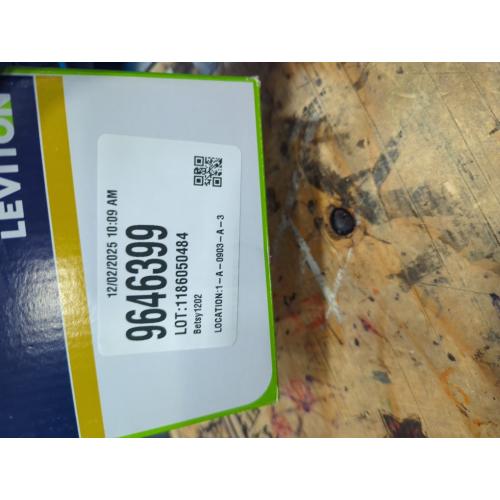 LEVITON
12/02/2025 10:09 AM
9646399
LOT:1186050484
Betsy1202
LOCATION:1-A-0903-A-3